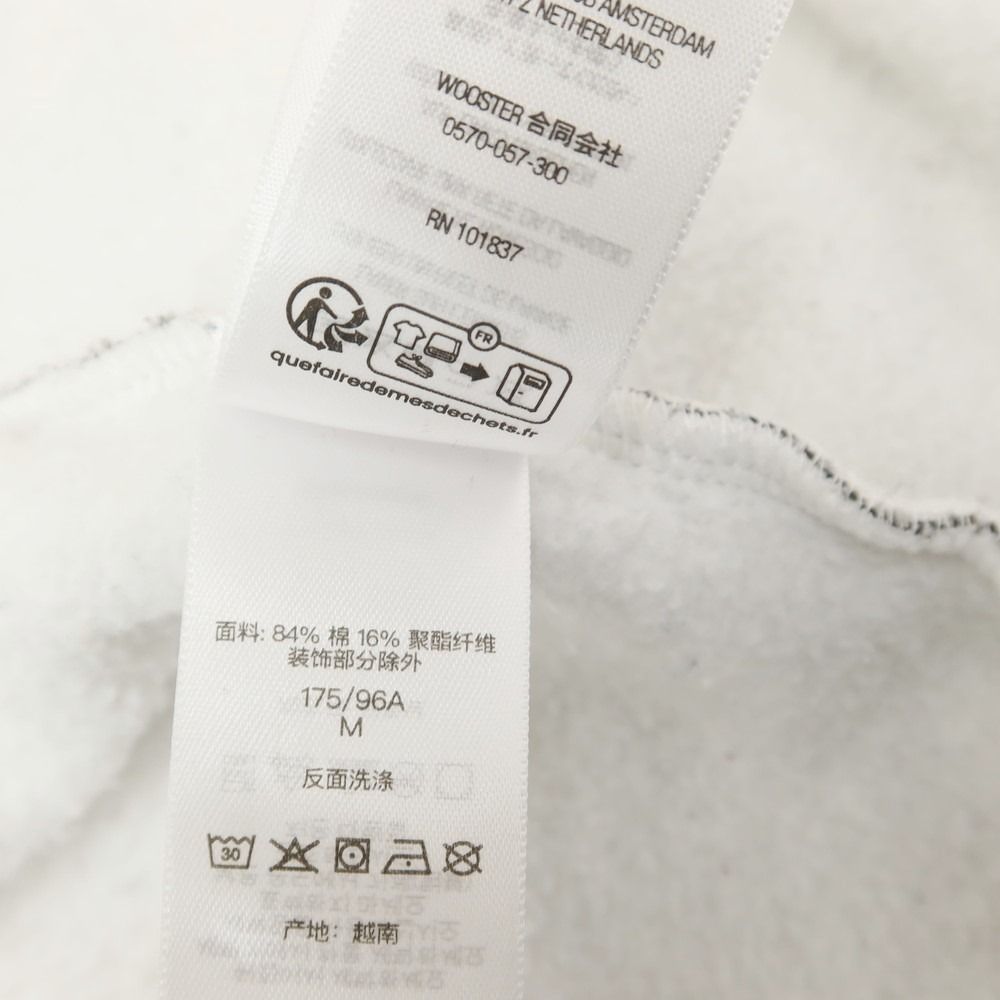 AMSTERDAM
NETHERLANDS
WOOSTER 合同会社
0570-057-300
RN 101837
FR
quefairedemesdechets.fr
面料: 84% 棉 16% 聚酯纤维
装饰部分除外
175/96A
M
反面洗涤
30
产地: 越南